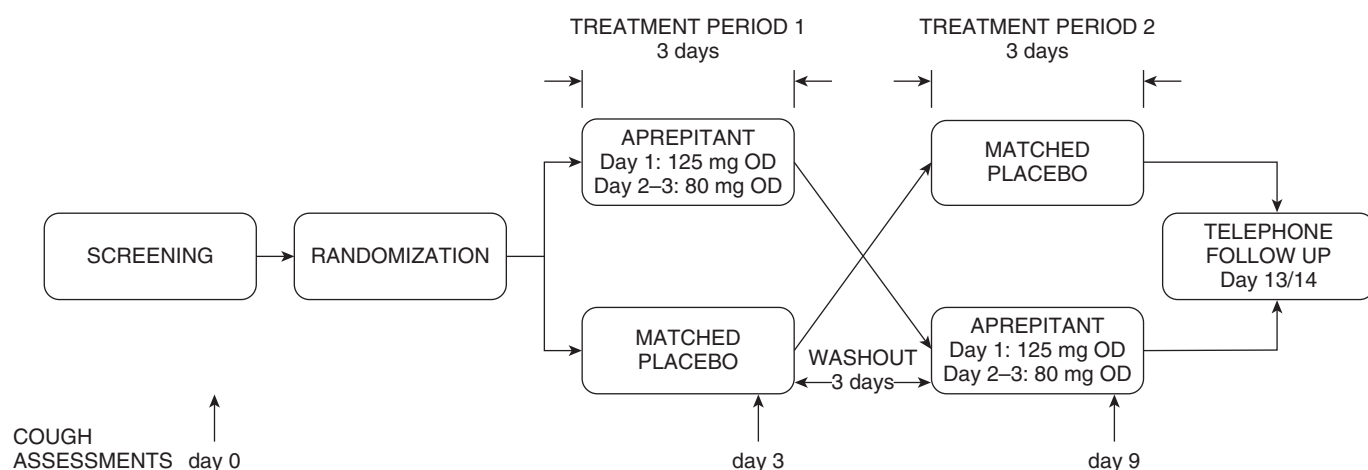 TREATMENT PERIOD 1
3 days
TREATMENT PERIOD 2
3 days
APREPITANT
Day 1: 125 mg OD
Day 2–3: 80 mg OD
MATCHED
PLACEBO
SCREENING
RANDOMIZATION
TELEPHONE
FOLLOW UP
Day 13/14
MATCHED
PLACEBO
WASHOUT
3 days
APREPITANT
Day 1: 125 mg OD
Day 2–3: 80 mg OD
COUGH
ASSESSMENTS day 0
day 3
day 9